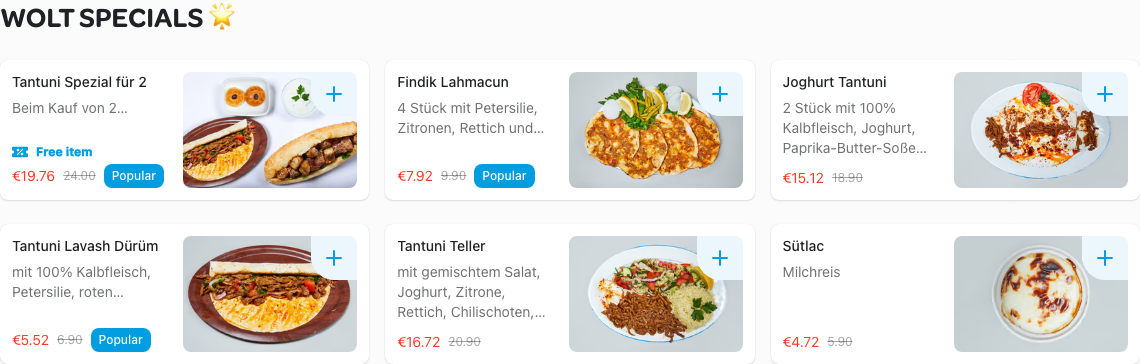 WOLT SPECIALS 🌟
Tantuni Spezial für 2
Beim Kauf von 2...
Free item
€19.76 24.00 Popular
Findik Lahmacun
4 Stück mit Petersilie,
Zitronen, Rettich und...
€7.92 9.90 Popular
Joghurt Tantuni
2 Stück mit 100%
Kalbfleisch, Joghurt,
Paprika-Butter-Soße...
€15.12 18.90
Tantuni Lavash Dürüm
mit 100% Kalbfleisch,
Petersilie, roten...
€5.52 6.90 Popular
Tantuni Teller
mit gemischtem Salat,
Joghurt, Zitrone,
Rettich, Chilischoten,...
€16.72 20.90
Sütlac
Milchreis
€4.72 5.90